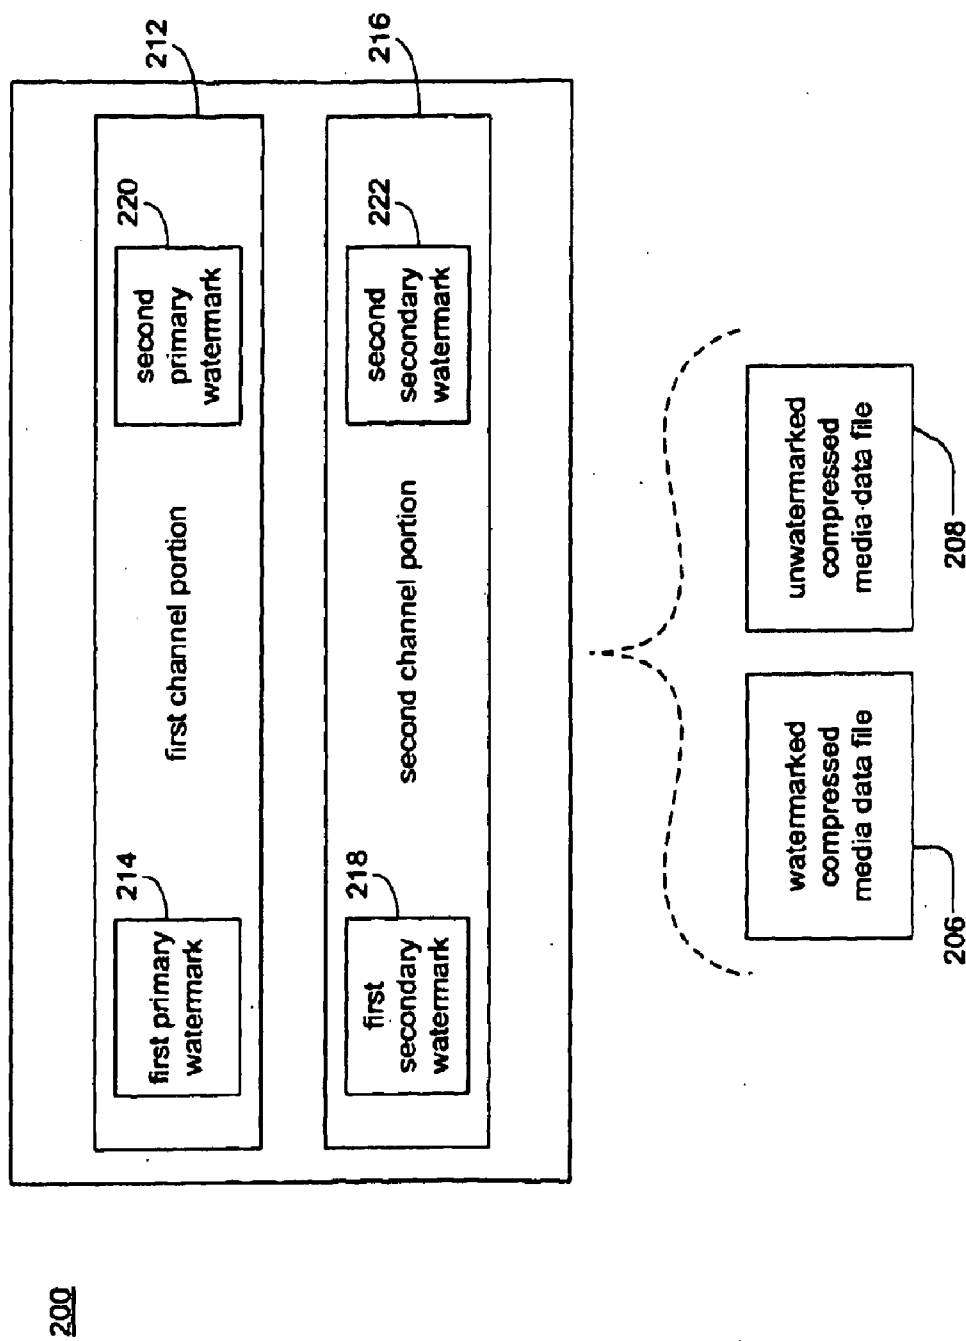 200
212
214
first primary
watermark
first channel portion
220
second
primary
watermark
216
218
first
secondary
watermark
second channel portion
222
second
secondary
watermark
watermarked
compressed
media data file
206
unwatermarked
compressed
media data file
208